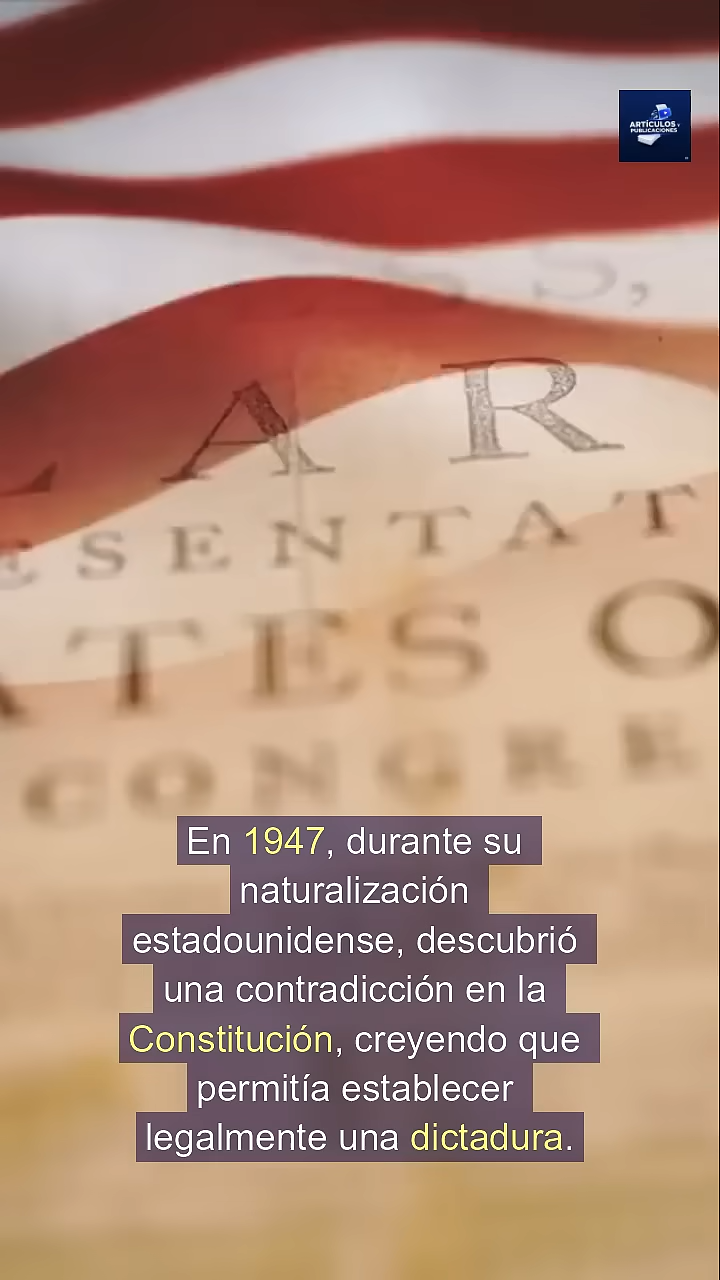 ARTÍCULOS Y
PUBLICACIONES
S S,
L A R
ESENTAT
ATES O
CONGRE
En 1947, durante su
naturalización
estadounidense, descubrió
una contradicción en la
Constitución, creyendo que
permitía establecer
legalmente una dictadura.